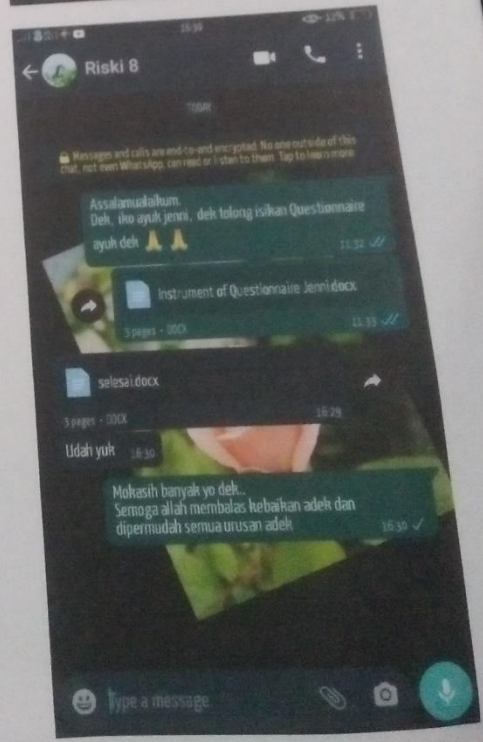 16:30
12%
Riski 8
TODAY
Messages and calls are end-to-end encrypted. No one outside of this
chat, not even WhatsApp, can read or listen to them. Tap to learn more
Assalamualaikum.
Dek, iko ayuk jenni, dek tolong isikan Questionnaire
ayuk dek 🙏 🙏
11.32
Instrument of Questionnaire Jenni.docx
3 pages • DOCX
11.33
selesai.docx
3 pages • DOCX
16:29
Udah yuk 16:30
Mokasih banyak yo dek..
Semoga allah membalas kebaikan adek dan
dipermudah semua urusan adek
16.30
Type a message